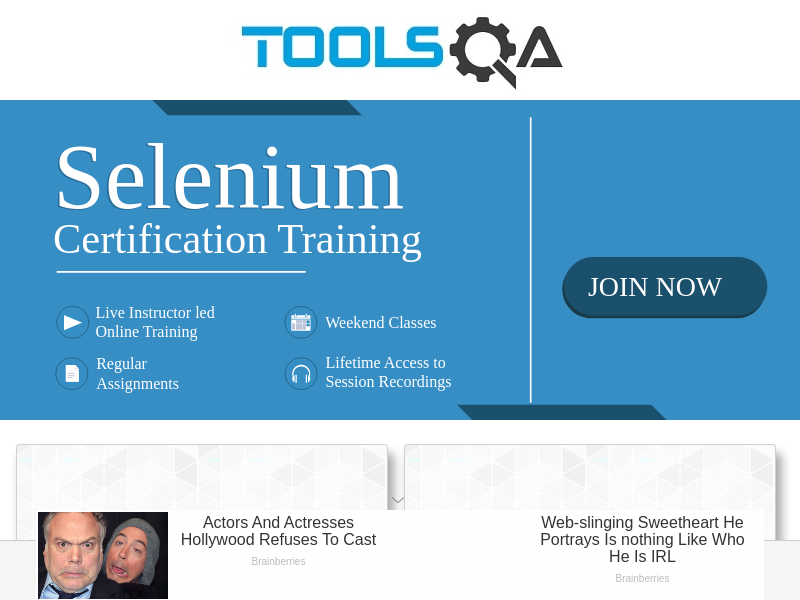 TOOLSQA
Selenium
Certification Training
JOIN NOW
Live Instructor led
Online Training
Weekend Classes
Regular
Assignments
Lifetime Access to
Session Recordings
Actors And Actresses
Hollywood Refuses To Cast
Brainberries
Web-slinging Sweetheart He
Portrays Is nothing Like Who
He Is IRL
Brainberries